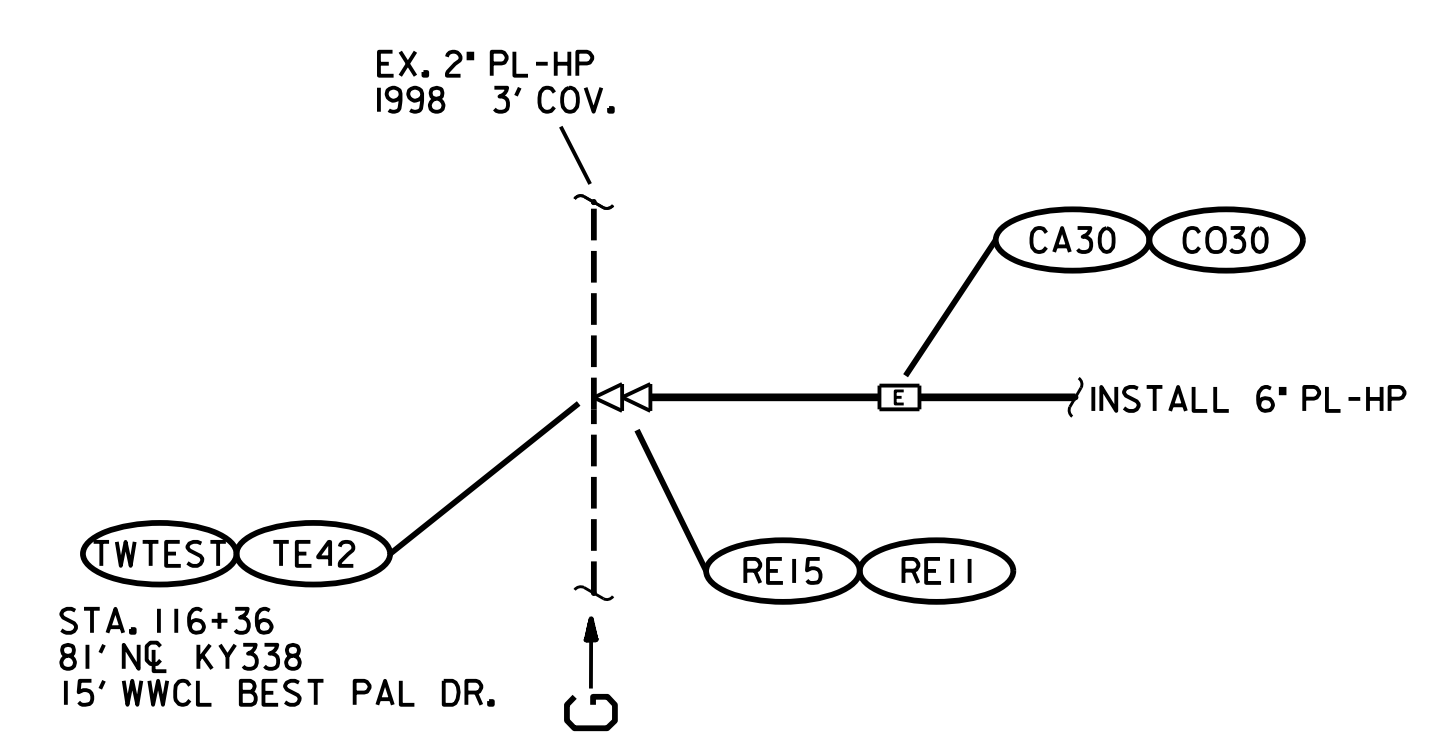 EX. 2" PL-HP
1998 3' COV.
CA30 CO30
E
INSTALL 6" PL-HP
TWTEST TE42
RE15 RE11
STA. 116+36
81' N℄ KY338
15' WWCL BEST PAL DR.
G